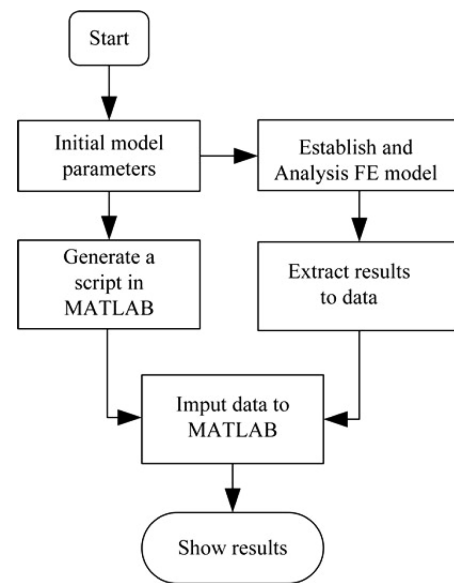 Start
Initial model
parameters
Establish and
Analysis FE model
Generate a
script in
MATLAB
Extract results
to data
Imput data to
MATLAB
Show results